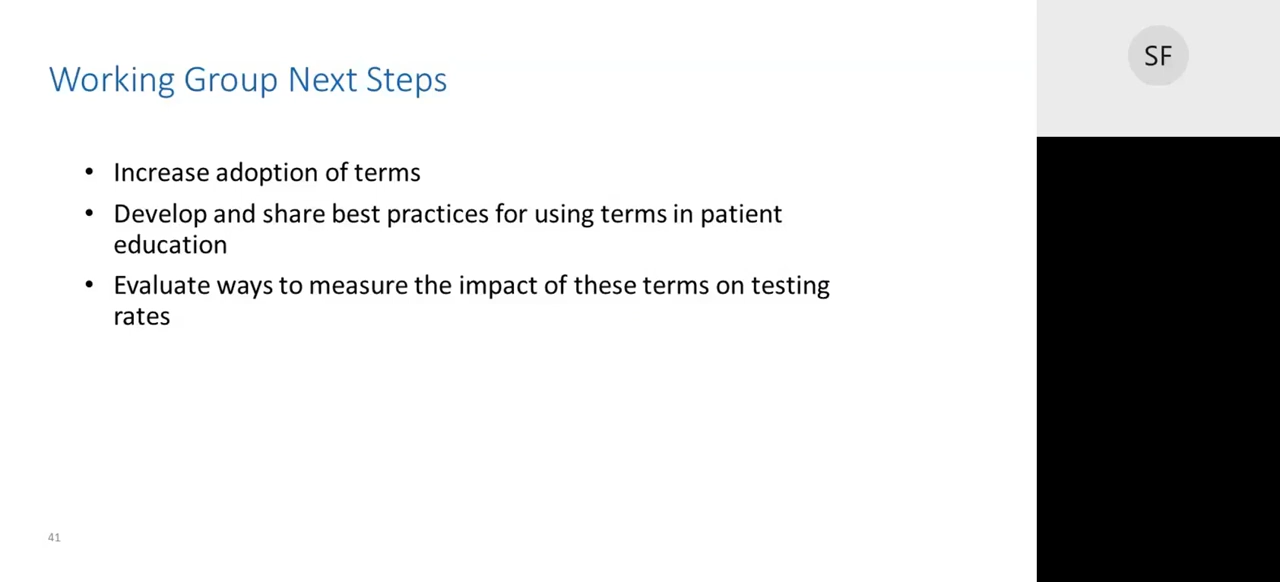 Working Group Next Steps
• Increase adoption of terms
• Develop and share best practices for using terms in patient
education
• Evaluate ways to measure the impact of these terms on testing
rates
41
SF